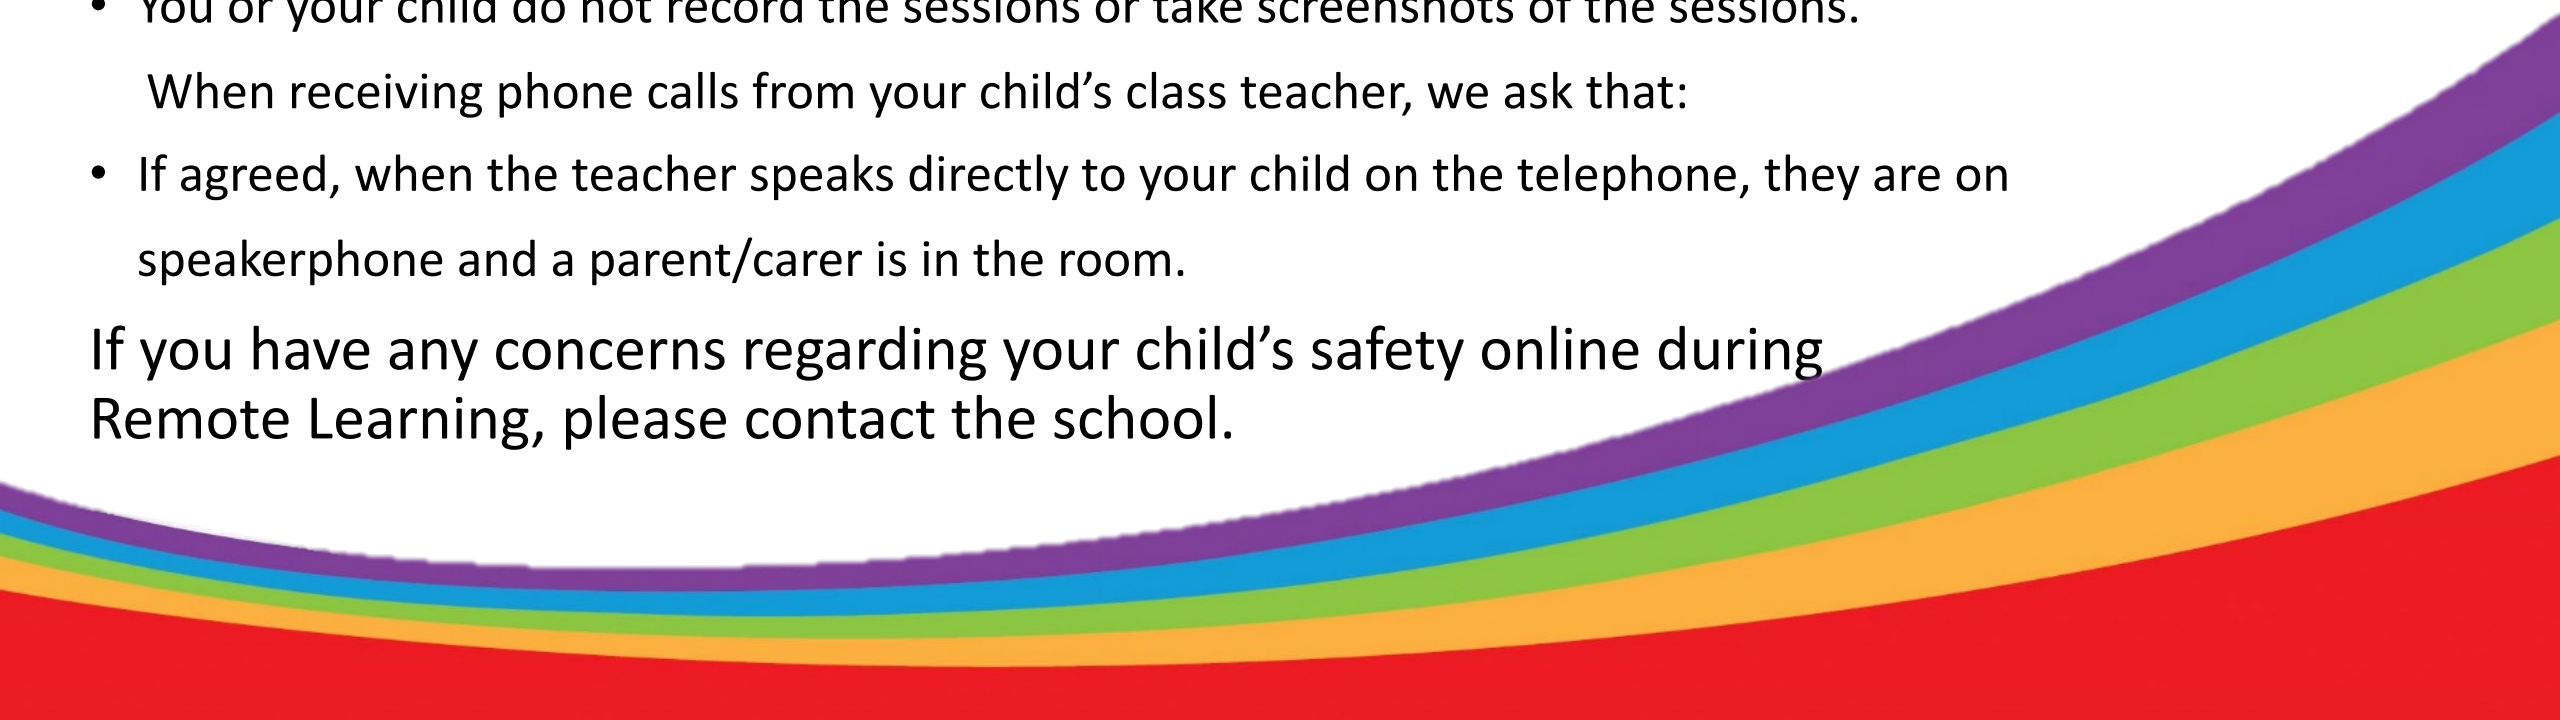 • You or your child do not record the sessions or take screenshots of the sessions.
When receiving phone calls from your child’s class teacher, we ask that:
• If agreed, when the teacher speaks directly to your child on the telephone, they are on
speakerphone and a parent/carer is in the room.
If you have any concerns regarding your child’s safety online during
Remote Learning, please contact the school.